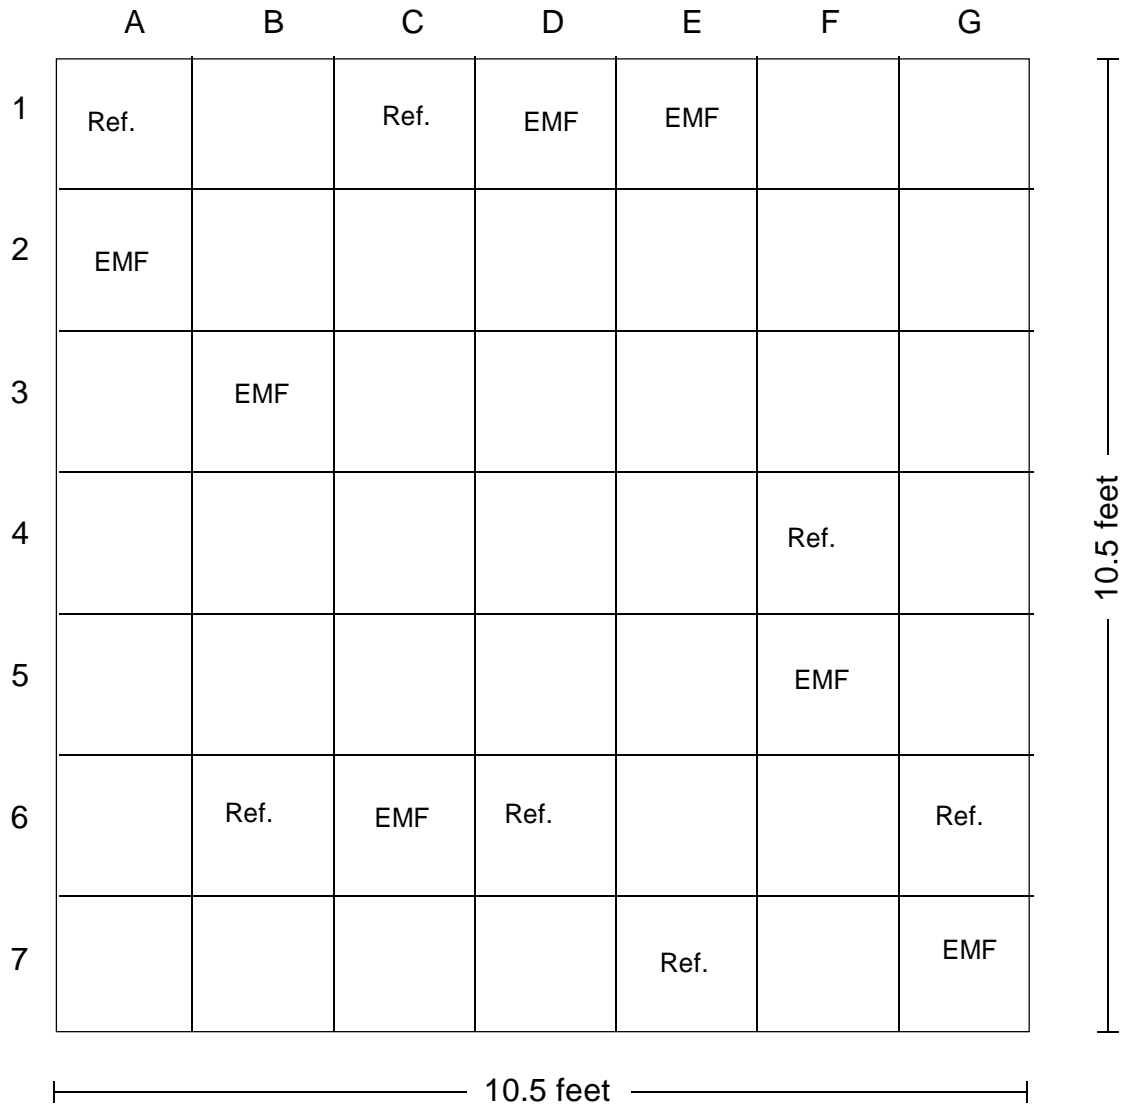 A B C D E F G
1 Ref. Ref. EMF EMF
2 EMF
3 EMF
4 Ref.
10.5 feet
5 EMF
6 Ref. EMF Ref. Ref.
7 Ref. EMF
10.5 feet